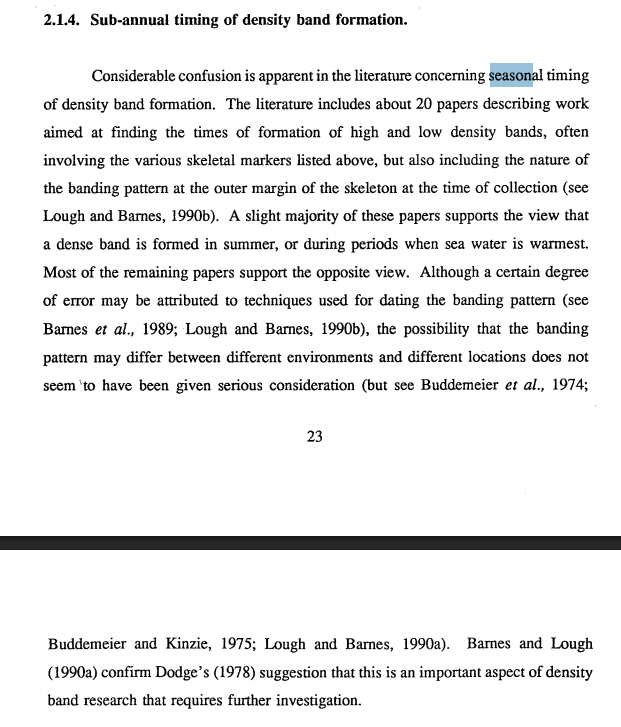 2.1.4. Sub-annual timing of density band formation.
Considerable confusion is apparent in the literature concerning seasonal timing
of density band formation. The literature includes about 20 papers describing work
aimed at finding the times of formation of high and low density bands, often
involving the various skeletal markers listed above, but also including the nature of
the banding pattern at the outer margin of the skeleton at the time of collection (see
Lough and Barnes, 1990b). A slight majority of these papers supports the view that
a dense band is formed in summer, or during periods when sea water is warmest.
Most of the remaining papers support the opposite view. Although a certain degree
of error may be attributed to techniques used for dating the banding pattern (see
Barnes et al., 1989; Lough and Barnes, 1990b), the possibility that the banding
pattern may differ between different environments and different locations does not
seem to have been given serious consideration (but see Buddemeier et al., 1974;
23
Buddemeier and Kinzie, 1975; Lough and Barnes, 1990a). Barnes and Lough
(1990a) confirm Dodge's (1978) suggestion that this is an important aspect of density
band research that requires further investigation.